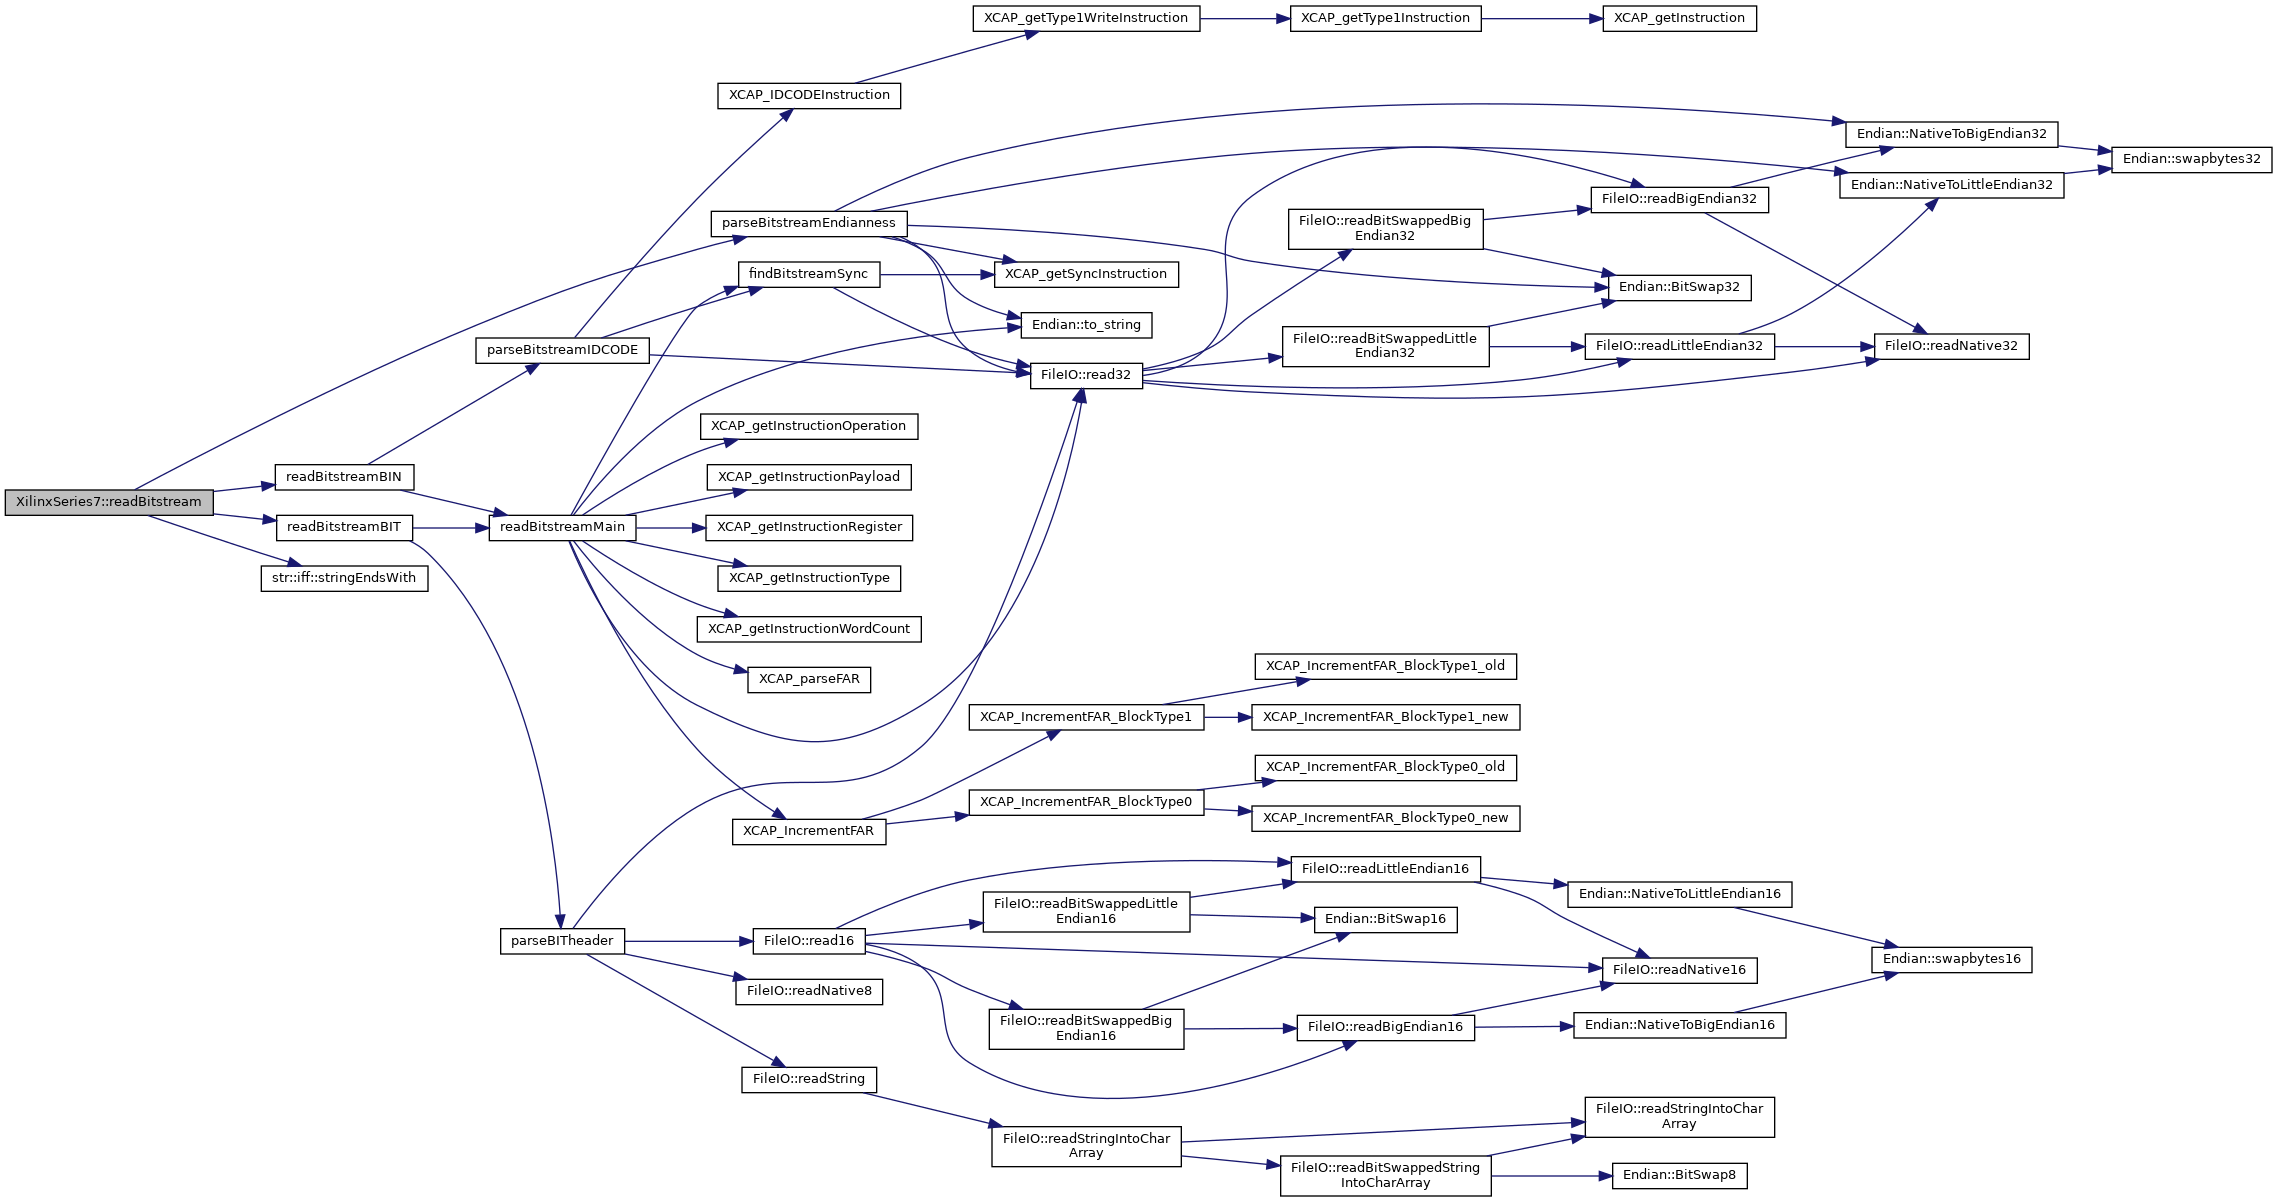 XCAP_getType1WriteInstruction
XCAP_getType1Instruction
XCAP_getInstruction
XCAP_IDCODEInstruction
Endian::NativeToBigEndian32
Endian::swapbytes32
Endian::NativeToLittleEndian32
FileIO::readBigEndian32
parseBitstreamEndianness
FileIO::readBitSwappedBig
Endian32
findBitstreamSync
XCAP_getSyncInstruction
Endian::BitSwap32
Endian::to_string
parseBitstreamIDCODE
FileIO::readBitSwappedLittle
Endian32
FileIO::readLittleEndian32
FileIO::readNative32
FileIO::read32
XCAP_getInstructionOperation
readBitstreamBIN
XCAP_getInstructionPayload
XilinxSeries7::readBitstream
readBitstreamBIT
readBitstreamMain
XCAP_getInstructionRegister
str::iff::stringEndsWith
XCAP_getInstructionType
XCAP_getInstructionWordCount
XCAP_parseFAR
XCAP_IncrementFAR_BlockType1_old
XCAP_IncrementFAR_BlockType1
XCAP_IncrementFAR_BlockType1_new
XCAP_IncrementFAR_BlockType0_old
XCAP_IncrementFAR_BlockType0
XCAP_IncrementFAR_BlockType0_new
XCAP_IncrementFAR
FileIO::readLittleEndian16
Endian::NativeToLittleEndian16
FileIO::readBitSwappedLittle
Endian16
Endian::BitSwap16
parseBITheader
FileIO::read16
Endian::swapbytes16
FileIO::readNative16
FileIO::readNative8
FileIO::readBitSwappedBig
Endian16
FileIO::readBigEndian16
Endian::NativeToBigEndian16
FileIO::readString
FileIO::readStringIntoChar
Array
FileIO::readStringIntoChar
Array
FileIO::readBitSwappedString
IntoCharArray
Endian::BitSwap8